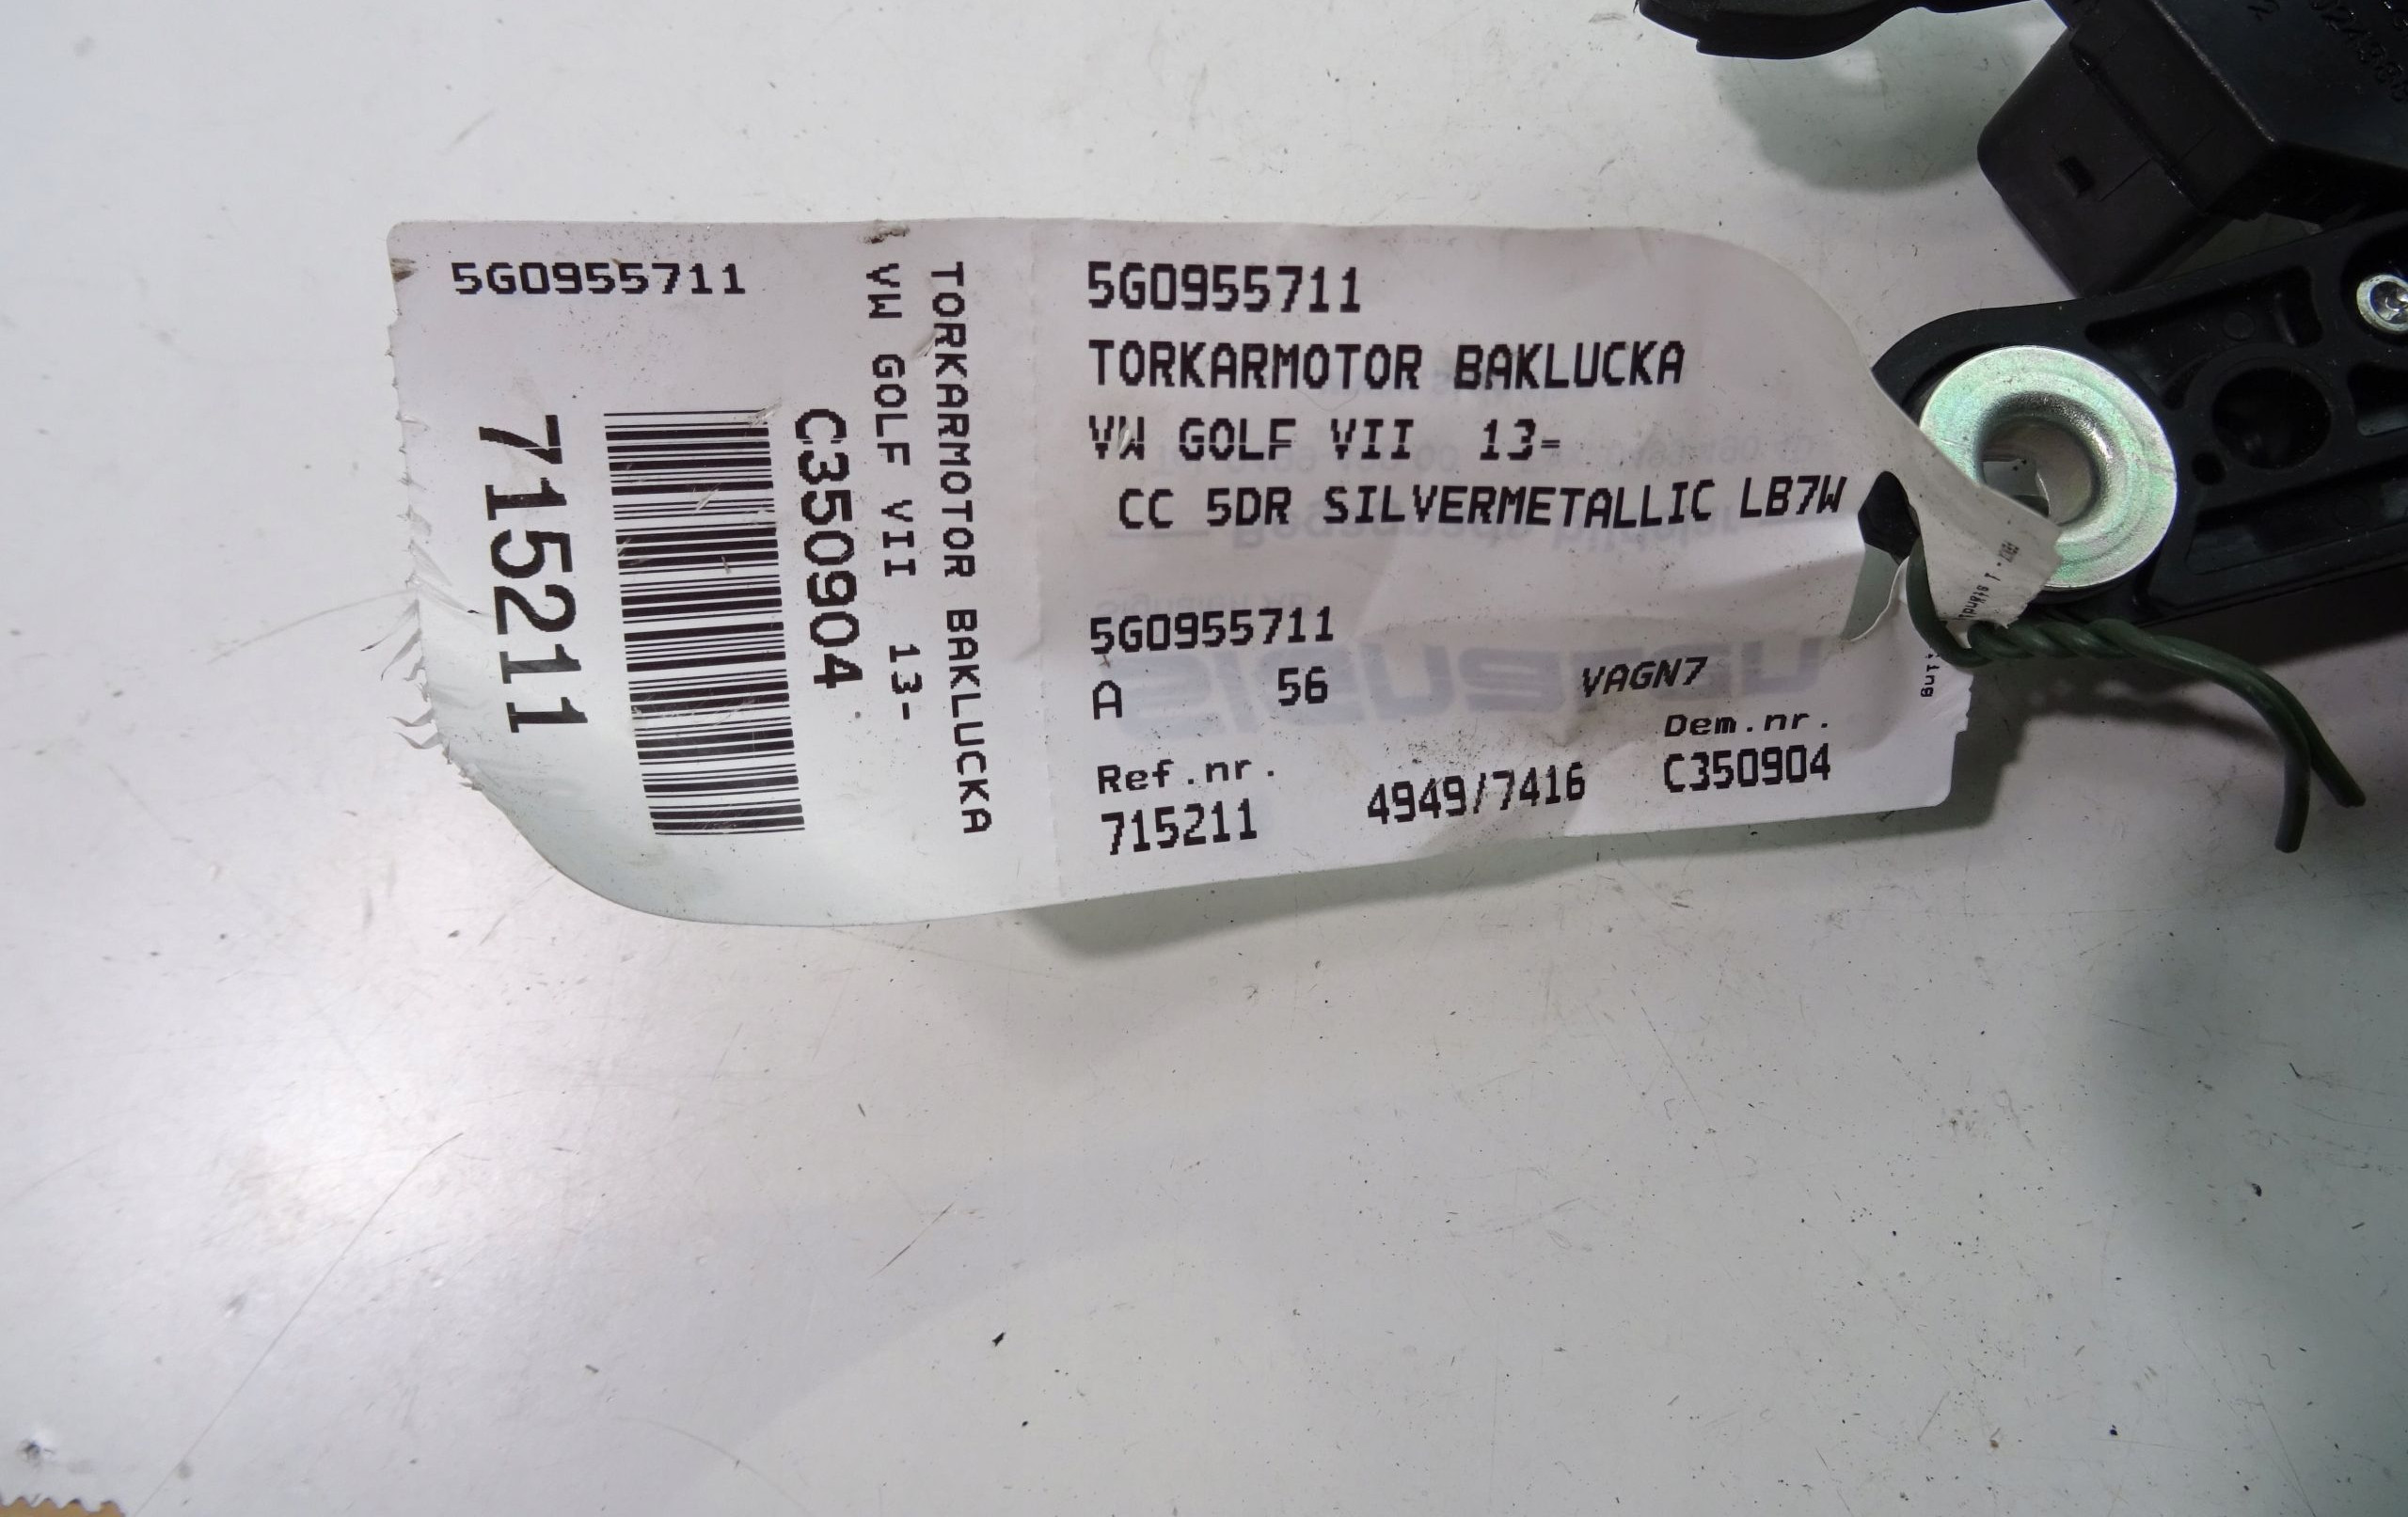 5G0955711
715211
C350904
VW GOLF VII 13-
TORKARMOTOR BAKLUCKA
5G0955711
TORKARMOTOR BAKLUCKA
VW GOLF VII 13-
CC 5DR SILVERMETALLIC LB7W
5G0955711
A 56 VAGN7
Ref.nr. Dem.nr.
715211 4949/7416 C350904